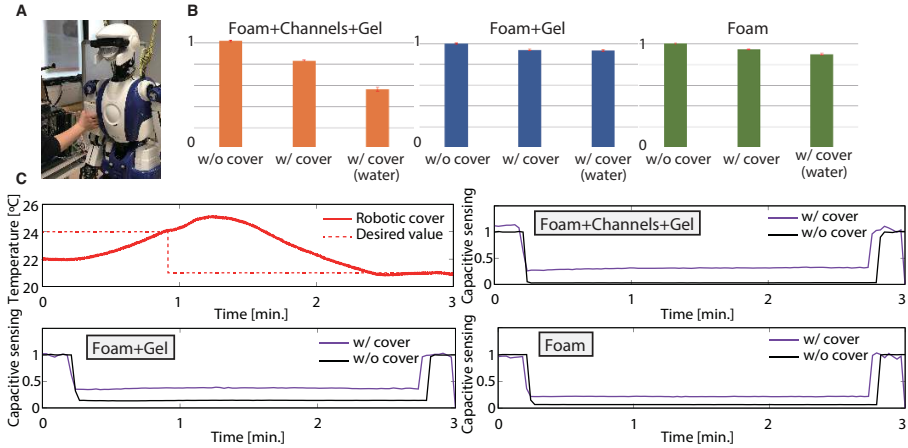 A
B
Foam+Channels+Gel
Foam+Gel
Foam
1
0
w/o cover
w/ cover
w/ cover
(water)
1
0
w/o cover
w/ cover
w/ cover
(water)
1
0
w/o cover
w/ cover
w/ cover
(water)
C
Temperature [ºC]
26
24
22
20
Robotic cover
Desired value
0
1
2
3
Time [min.]
Capacitive sensing
1
0.5
0
Foam+Channels+Gel
w/ cover
w/o cover
0
1
2
3
Time [min.]
Capacitive sensing
1
0.5
0
Foam+Gel
w/ cover
w/o cover
0
1
2
3
Time [min.]
Capacitive sensing
1
0.5
0
Foam
w/ cover
w/o cover
0
1
2
3
Time [min.]